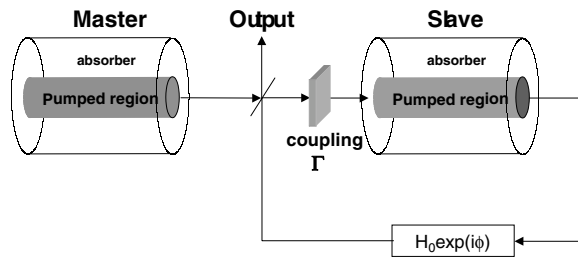 Master
Output
Slave
absorber
absorber
Pumped region
Pumped region
coupling
Γ
H₀exp(iϕ)